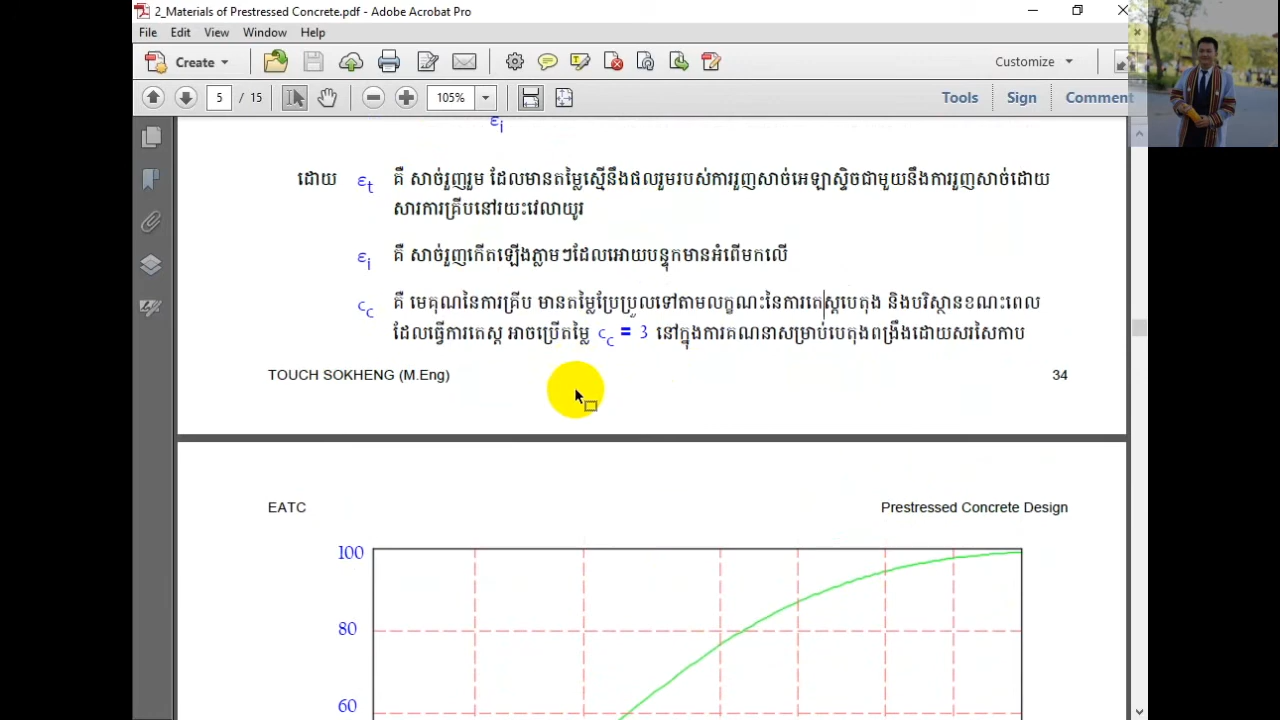 2_Materials of Prestressed Concrete.pdf - Adobe Acrobat Pro
File Edit View Window Help
Create Customize
5 / 15 105% Tools Sign Comment
εi
ដោយ εt គឺ សាច់រួញរួម ដែលមានតម្លៃស្មើនឹងផលរួមរបស់ការរួញសាច់អេឡាស្ទិចជាមួយនឹងការរួញសាច់ដោយ
សារការគ្រីបនៅរយះវេលាយូរ
εi គឺ សាច់រួញកើតឡើងភ្លាមៗដែលអោយបន្ទុកមានអំពើមកលើ
cc គឺ មេគុណនៃការគ្រីប មានតម្លៃប្រែប្រួលទៅតាមលក្ខណះនៃការតេស្តបេតុង និងបរិស្ថានខណះពេល
ដែលធ្វើការតេស្ត អាចប្រើតម្លៃ cc = 3 នៅក្នុងការគណនាសម្រាប់បេតុងពង្រឹងដោយសរសៃកាប
TOUCH SOKHENG (M.Eng) 34
EATC Prestressed Concrete Design
100
80
60